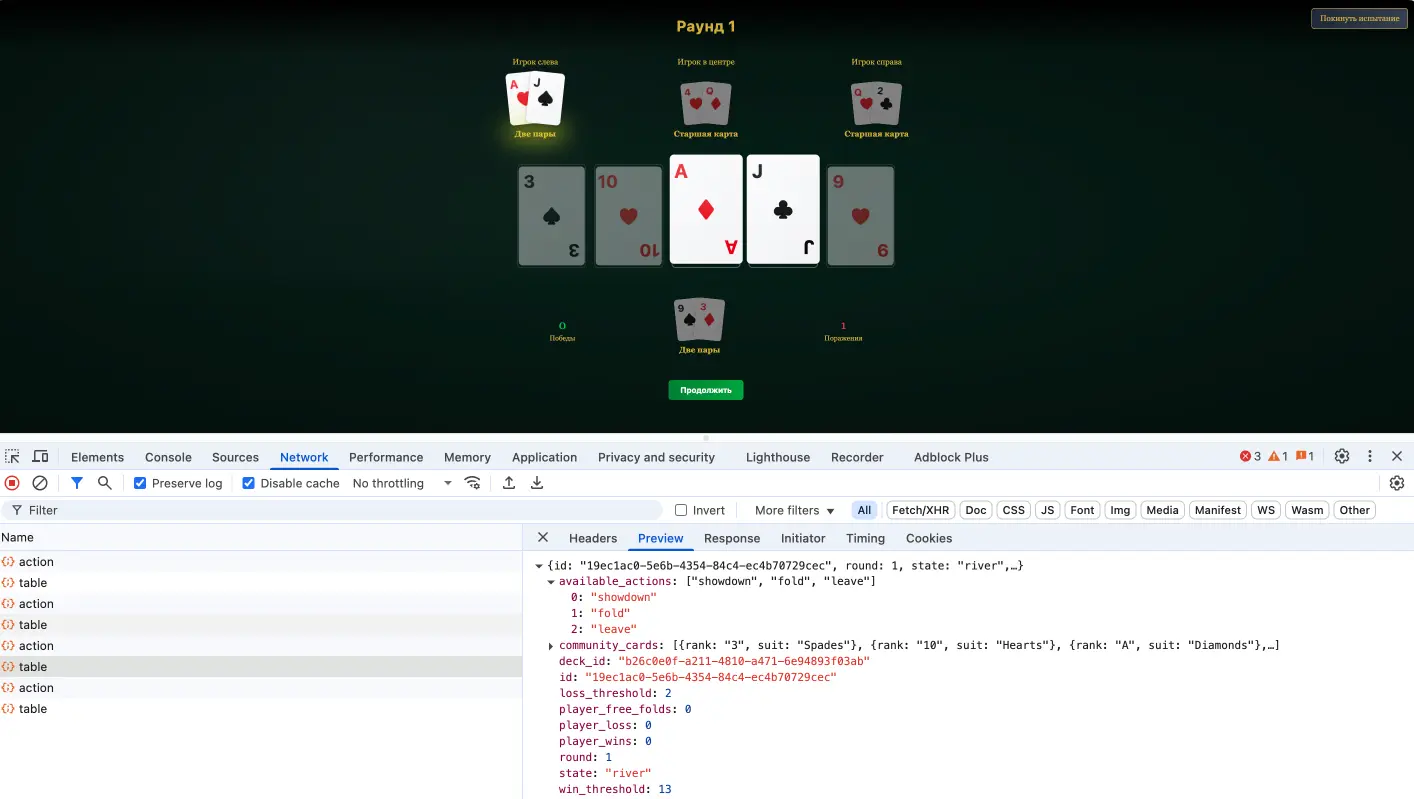 Раунд 1
Покинуть испытание
Игрок слева Игрок в центре Игрок справа
A J 4 Q Q 2
Две пары Старшая карта Старшая карта
3 10 A J 9
3 10 A J 9
9 3
0 1
Победы Поражения
Две пары
Продолжить
Elements Console Sources Network Performance Memory Application Privacy and security Lighthouse Recorder Adblock Plus 3 1 1
Preserve log Disable cache No throttling
Filter Invert More filters All Fetch/XHR Doc CSS JS Font Img Media Manifest WS Wasm Other
Name Headers Preview Response Initiator Timing Cookies
action
table
action
table
action
table
action
table
{id: "19ec1ac0-5e6b-4354-84c4-ec4b70729cec", round: 1, state: "river",…}
available_actions: ["showdown", "fold", "leave"]
0: "showdown"
1: "fold"
2: "leave"
community_cards: [{rank: "3", suit: "Spades"}, {rank: "10", suit: "Hearts"}, {rank: "A", suit: "Diamonds"},…]
deck_id: "b26c0e0f-a211-4810-a471-6e94893f03ab"
id: "19ec1ac0-5e6b-4354-84c4-ec4b70729cec"
loss_threshold: 2
player_free_folds: 0
player_loss: 0
player_wins: 0
round: 1
state: "river"
win_threshold: 13